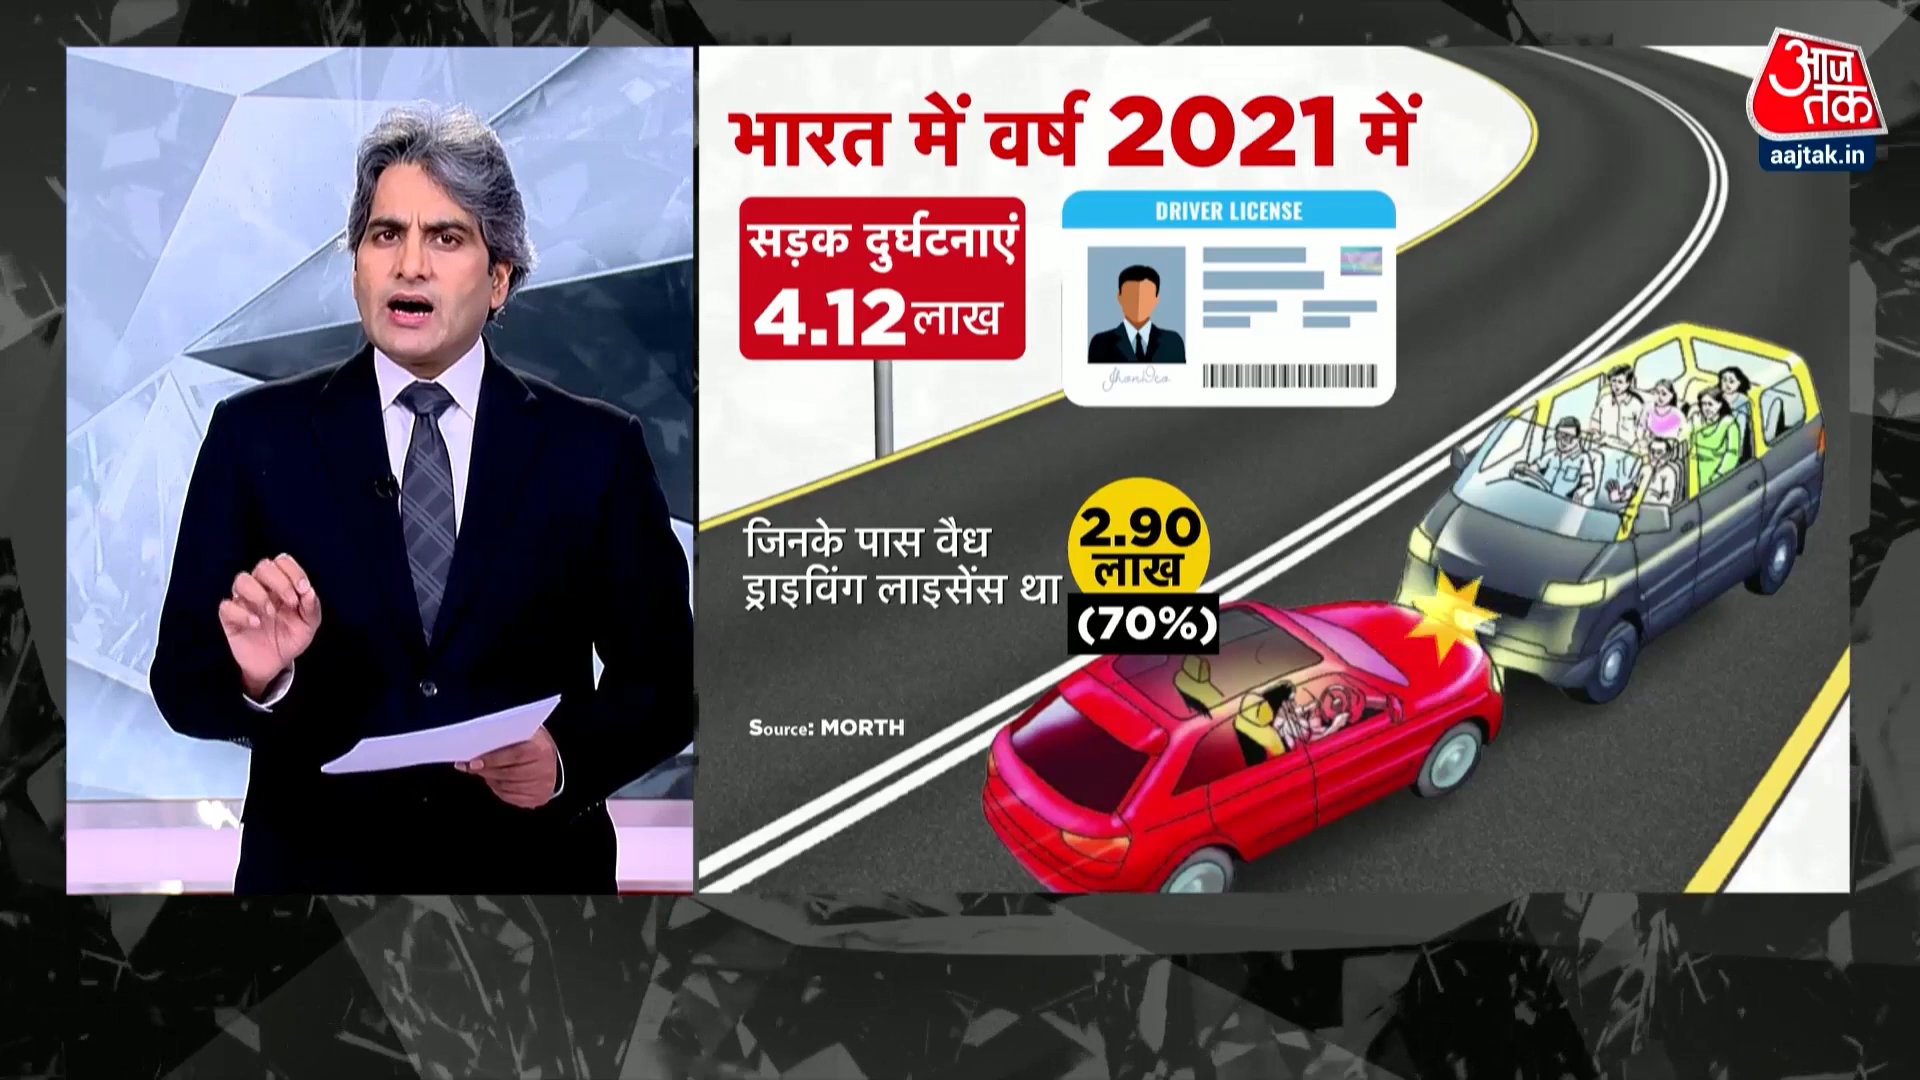 भारत में वर्ष 2021 में
आज
तक
aajtak.in
सड़क दुर्घटनाएं
4.12 लाख
DRIVER LICENSE
JhonDeo
जिनके पास वैध
ड्राइविंग लाइसेंस था
2.90
लाख
(70%)
Source: MORTH